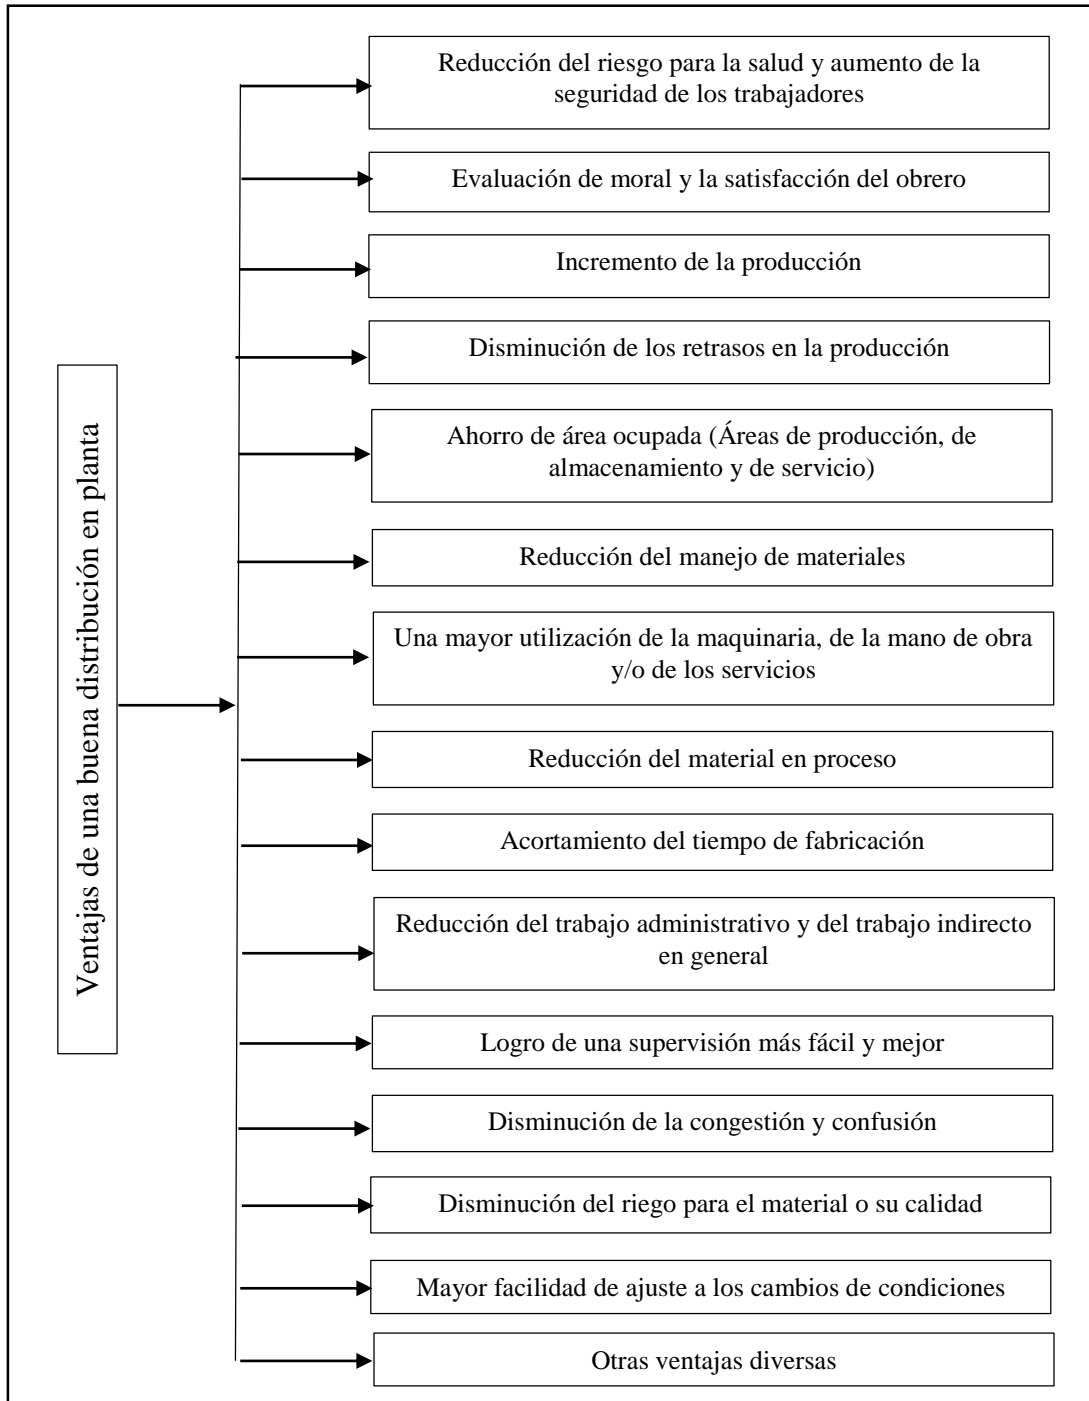 Ventajas de una buena distribución en planta
Reducción del riesgo para la salud y aumento de la
seguridad de los trabajadores
Evaluación de moral y la satisfacción del obrero
Incremento de la producción
Disminución de los retrasos en la producción
Ahorro de área ocupada (Áreas de producción, de
almacenamiento y de servicio)
Reducción del manejo de materiales
Una mayor utilización de la maquinaria, de la mano de obra
y/o de los servicios
Reducción del material en proceso
Acortamiento del tiempo de fabricación
Reducción del trabajo administrativo y del trabajo indirecto
en general
Logro de una supervisión más fácil y mejor
Disminución de la congestión y confusión
Disminución del riego para el material o su calidad
Mayor facilidad de ajuste a los cambios de condiciones
Otras ventajas diversas